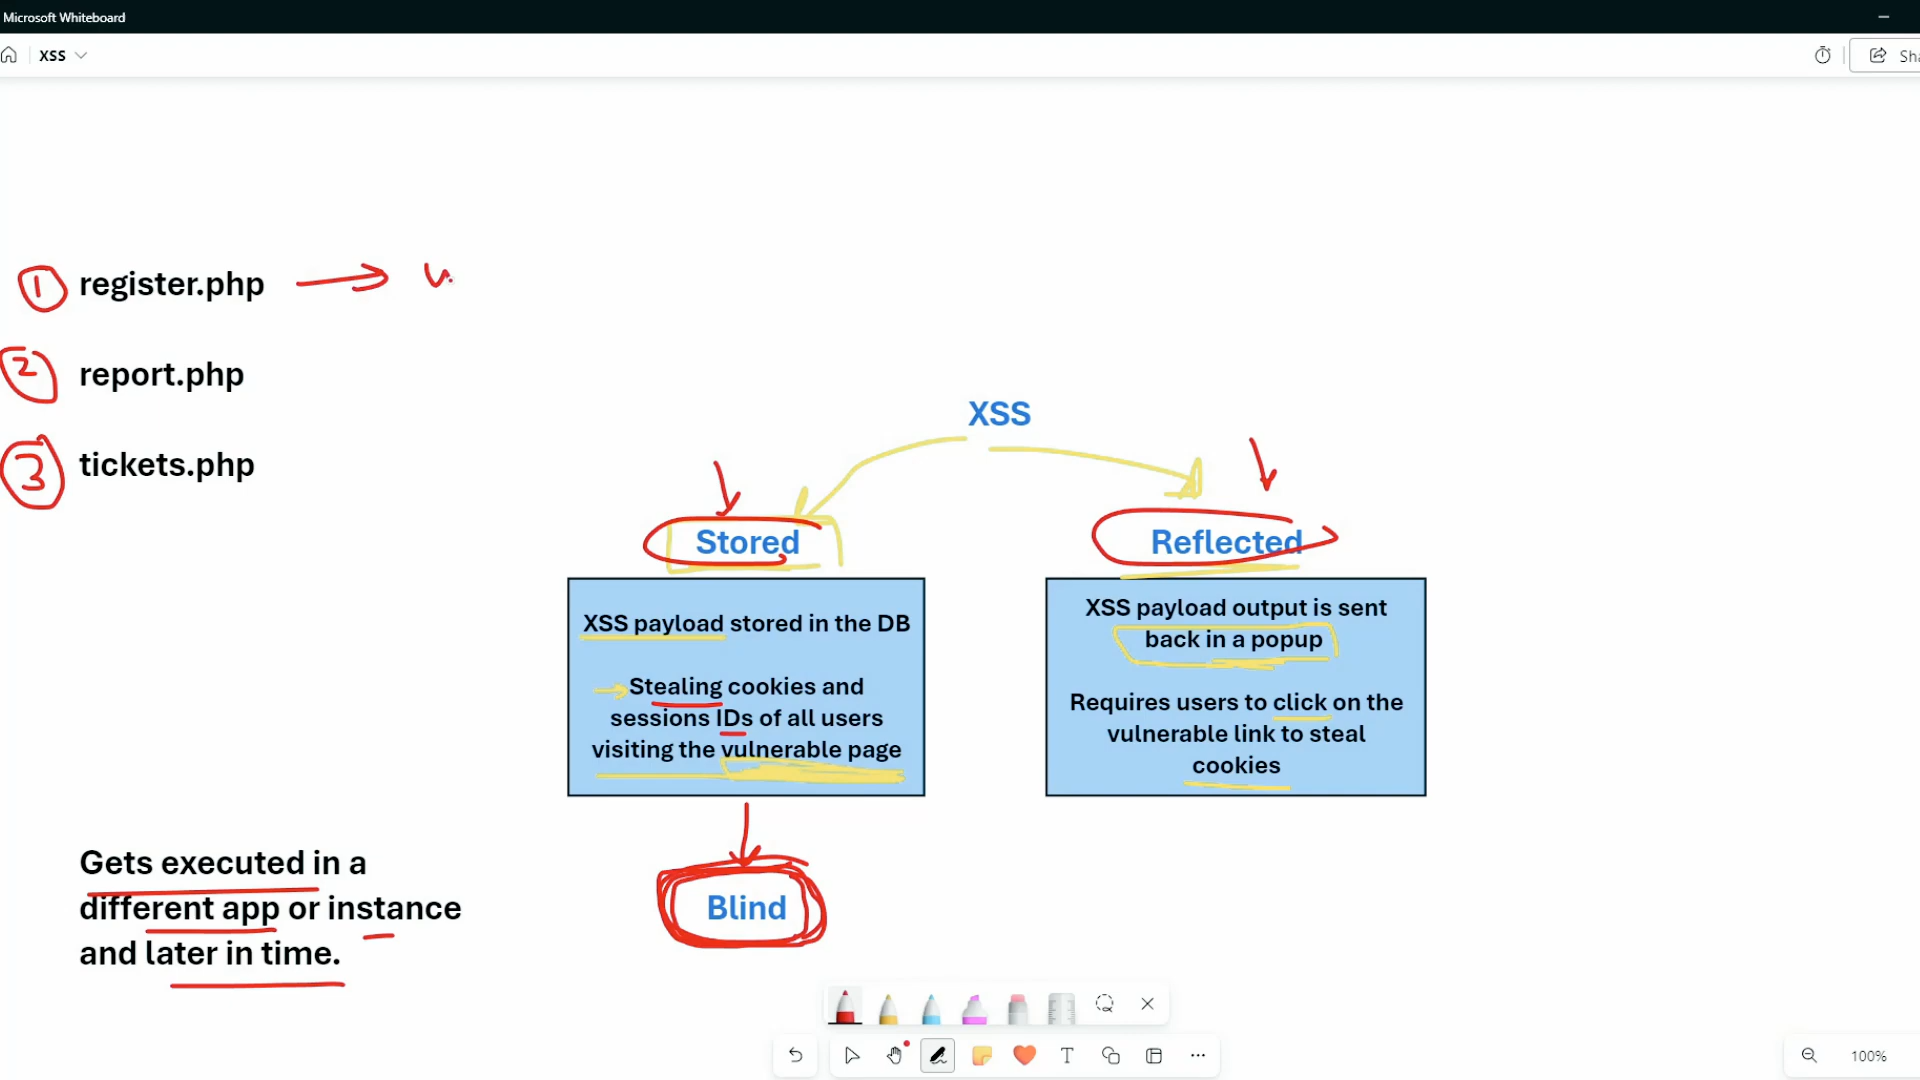 Microsoft Whiteboard
XSS
1 register.php
2 report.php
3 tickets.php
XSS
Stored
Reflected
XSS payload stored in the DB
Stealing cookies and
sessions IDs of all users
visiting the vulnerable page
XSS payload output is sent
back in a popup
Requires users to click on the
vulnerable link to steal
cookies
Blind
Gets executed in a
different app or instance
and later in time.
100%